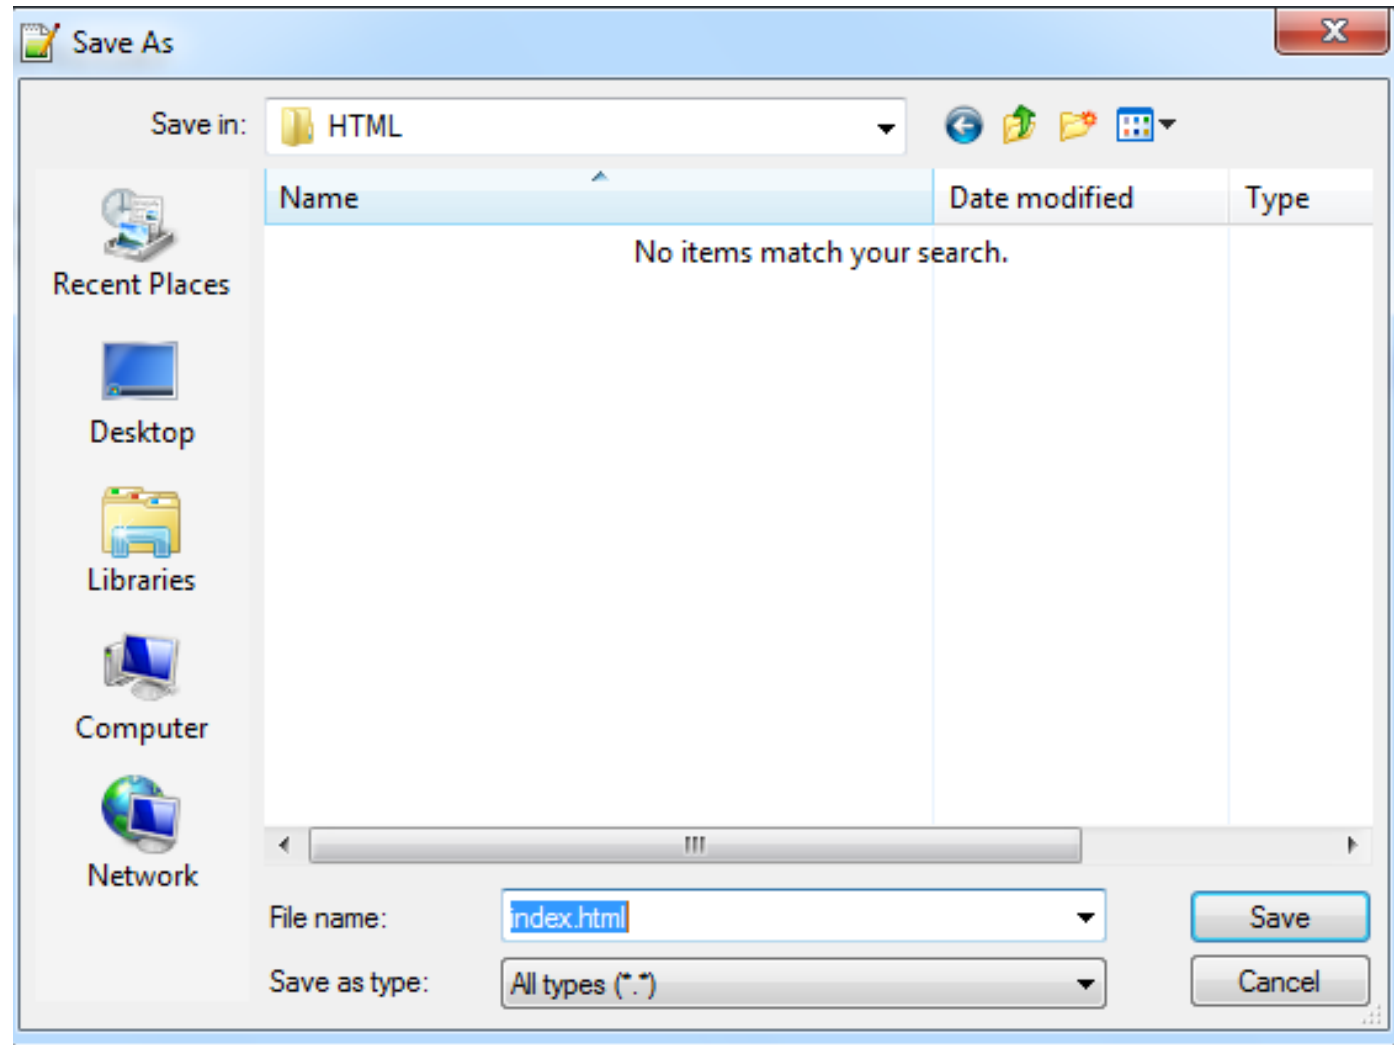 Save As
Save in: HTML
Name Date modified Type
No items match your search.
Recent Places
Desktop
Libraries
Computer
Network
File name: index.html Save
Save as type: All types (*.*) Cancel